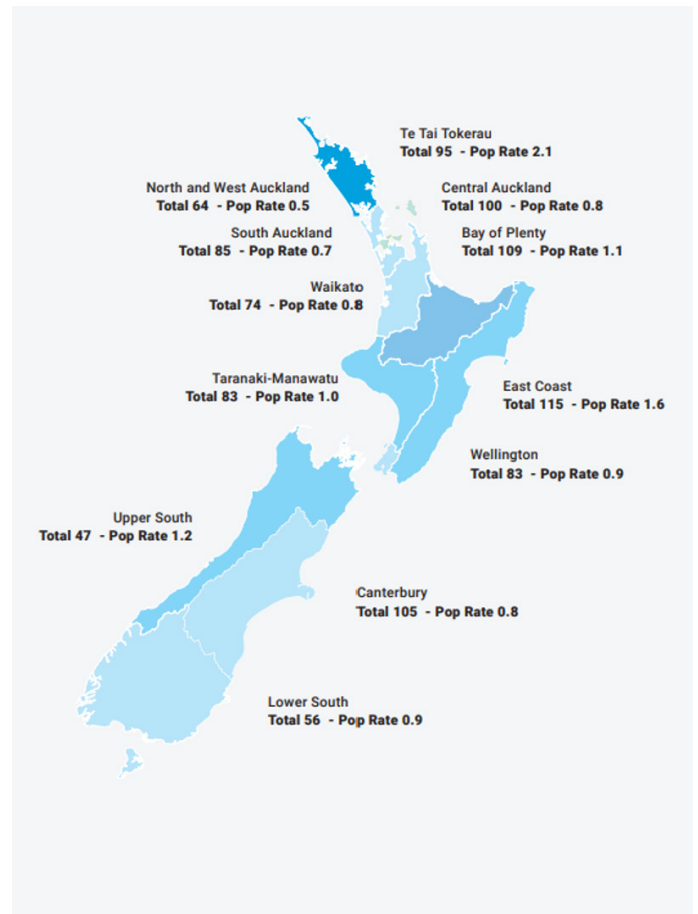 Te Tai Tokerau
Total 95 - Pop Rate 2.1
North and West Auckland
Total 64 - Pop Rate 0.5
Central Auckland
Total 100 - Pop Rate 0.8
South Auckland
Total 85 - Pop Rate 0.7
Bay of Plenty
Total 109 - Pop Rate 1.1
Waikato
Total 74 - Pop Rate 0.8
Taranaki-Manawatu
Total 83 - Pop Rate 1.0
East Coast
Total 115 - Pop Rate 1.6
Wellington
Total 83 - Pop Rate 0.9
Upper South
Total 47 - Pop Rate 1.2
Canterbury
Total 105 - Pop Rate 0.8
Lower South
Total 56 - Pop Rate 0.9